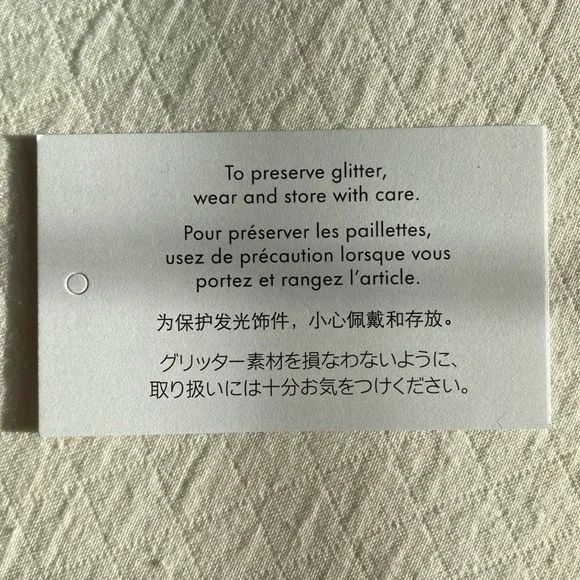 To preserve glitter,
wear and store with care.
Pour préserver les paillettes,
usez de précaution lorsque vous
portez et rangez l'article.
为保护发光饰件，小心佩戴和存放。
グリッター素材を損なわないように、
取り扱いには十分お気をつけください。